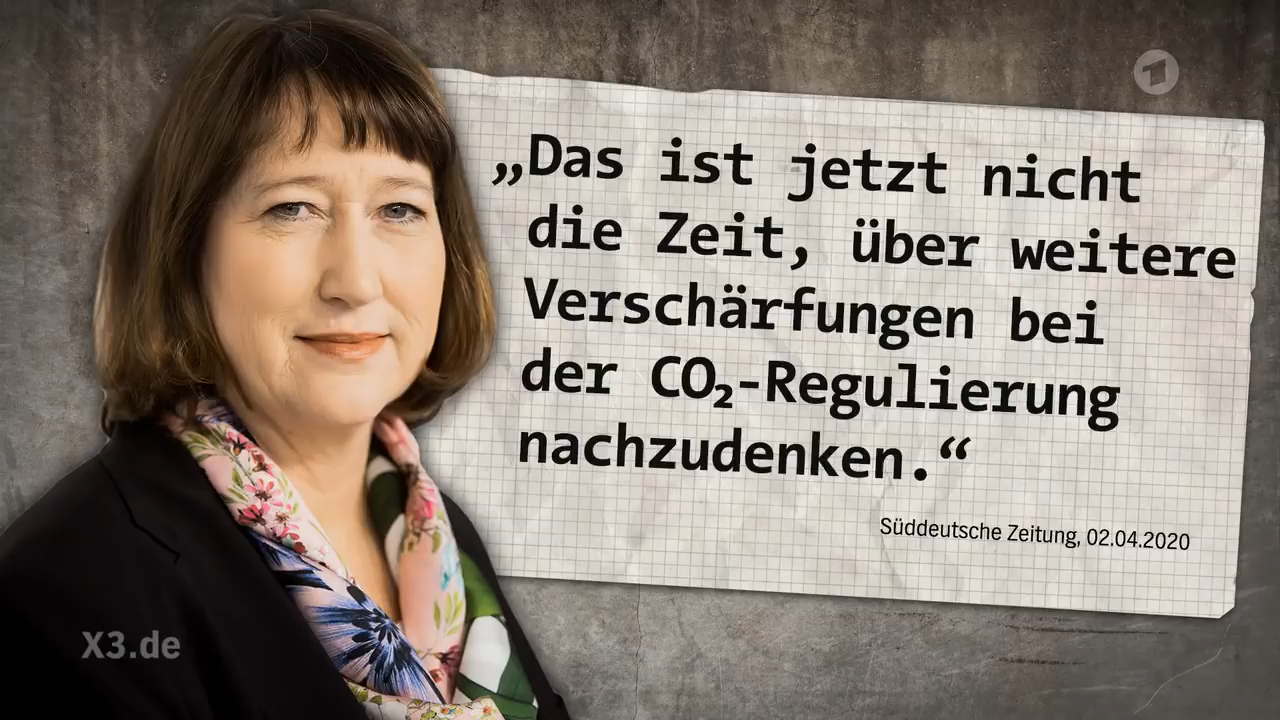 „Das ist jetzt nicht
die Zeit, über weitere
Verschärfungen bei
der CO₂-Regulierung
nachzudenken.“
Süddeutsche Zeitung, 02.04.2020
X3.de
1